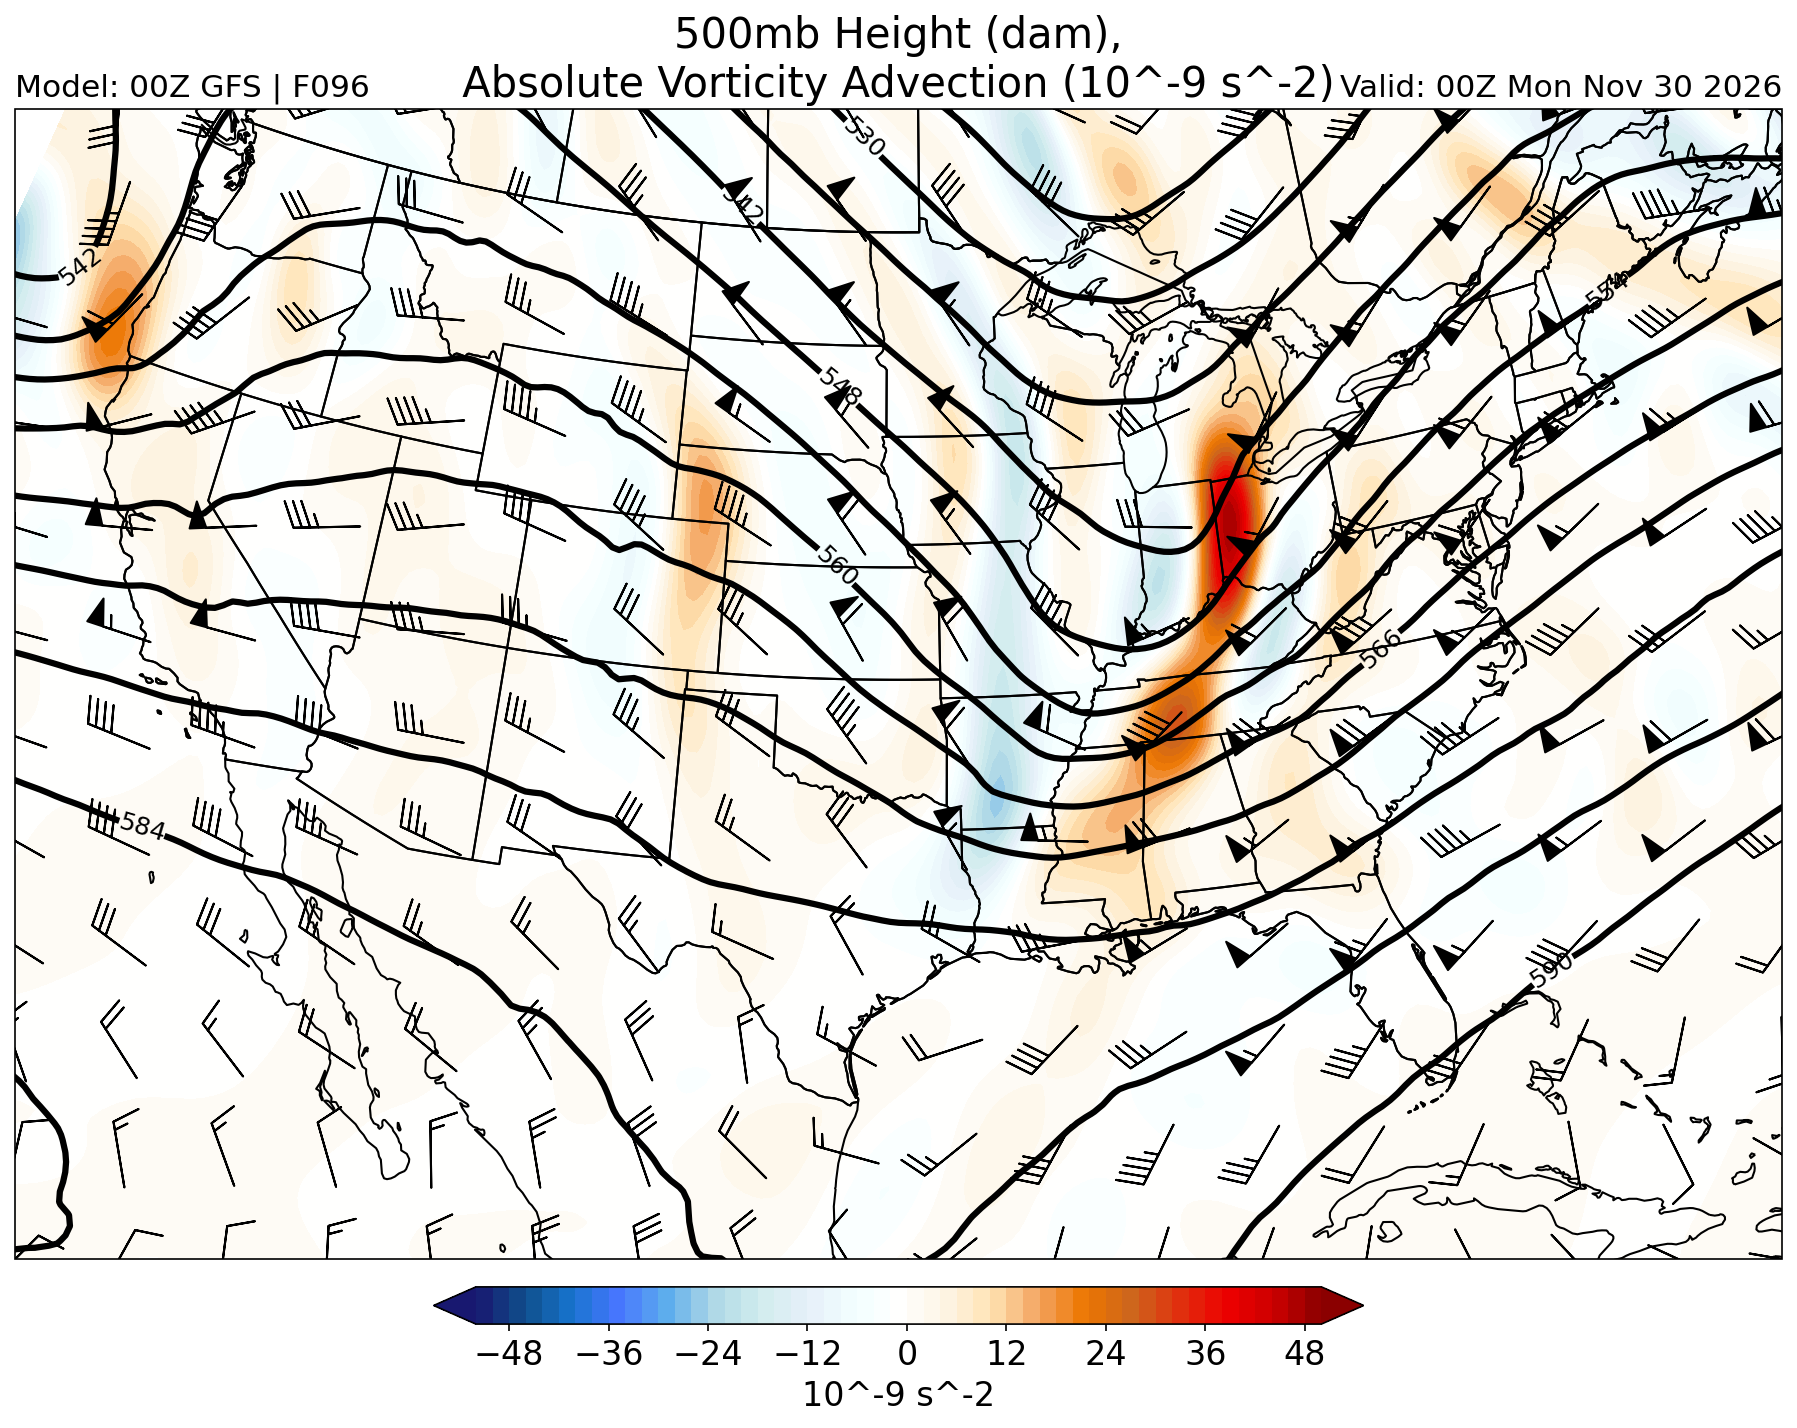 500mb Height (dam),
Model: 00Z GFS | F096
Absolute Vorticity Advection (10^-9 s^-2)
Valid: 00Z Mon Nov 30 2026
530
542
542
554
548
560
566
584
590
−48 −36 −24 −12 0 12 24 36 48
10^-9 s^-2